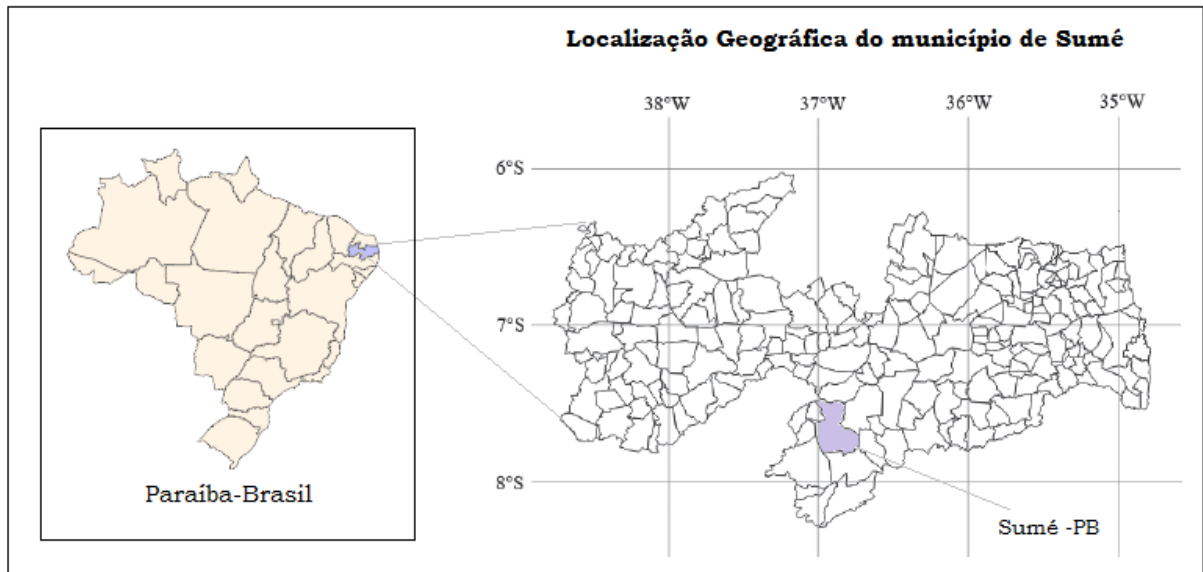 Localização Geográfica do município de Sumé
38°W 37°W 36°W 35°W
6°S
7°S
8°S
Paraíba-Brasil
Sumé -PB